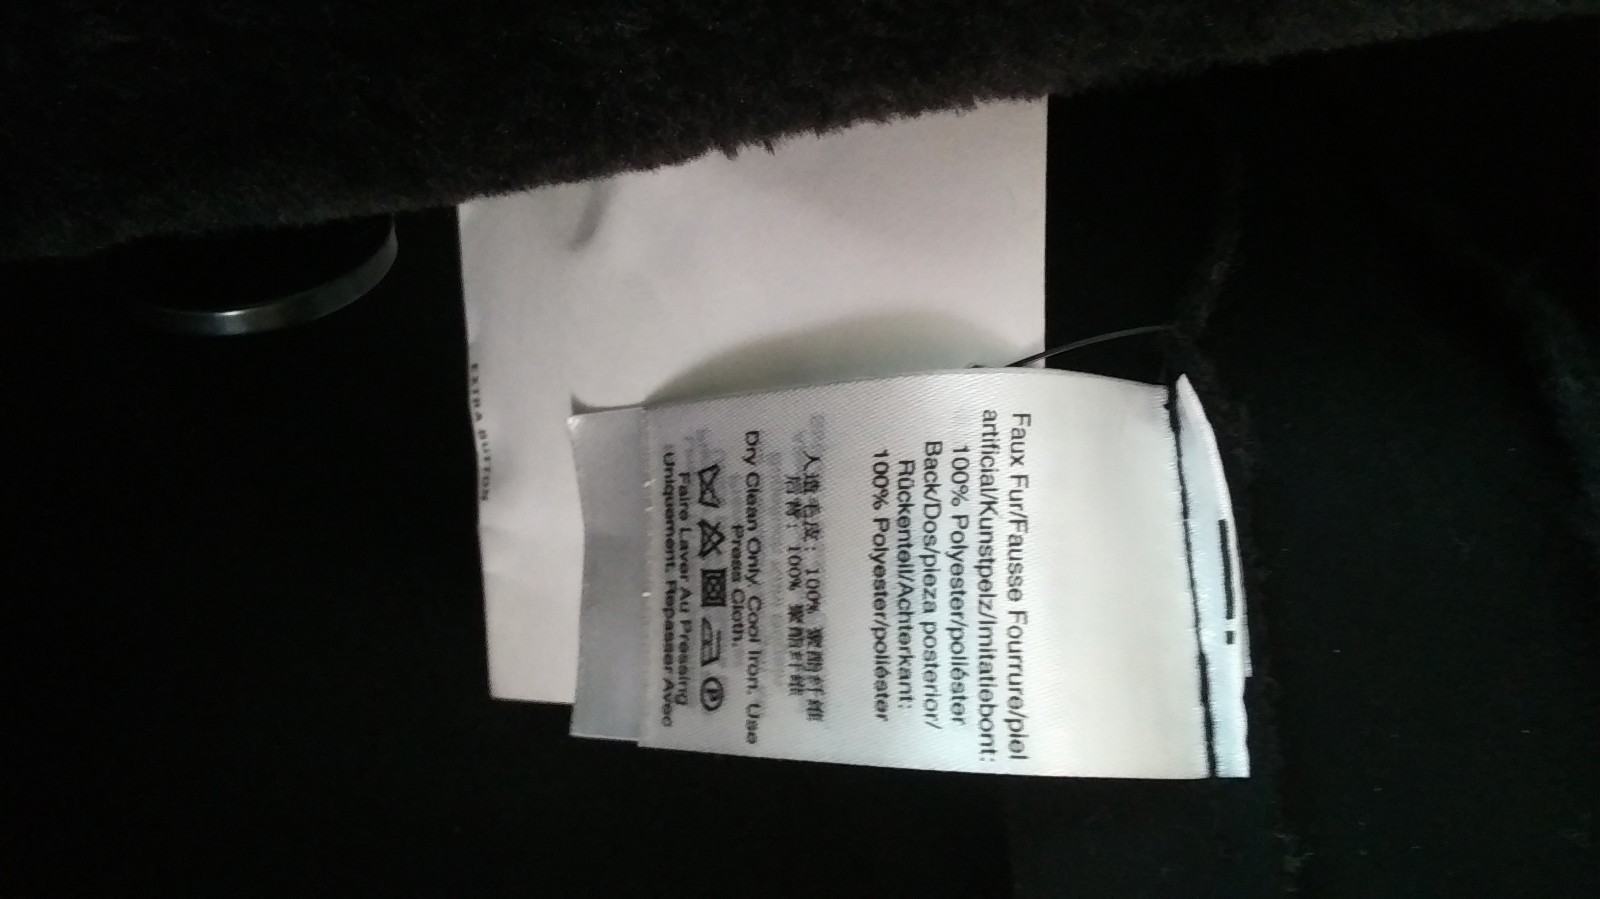 Faux Fur/Fausse Fourrure/piel
artificial/Kunstpelz/Imitatiebont:
100% Polyester/poliéster
Back/Dos/pieza posterior/
Rückenteil/Achterkant:
100% Polyester/poliéster
人造毛皮: 100% 聚酯纤维
后背: 100% 聚酯纤维
Dry Clean Only. Cool Iron. Use
Press Cloth.
P
Faire Laver Au Pressing
Uniquement. Repasser Avec
EXTRA BUTTON